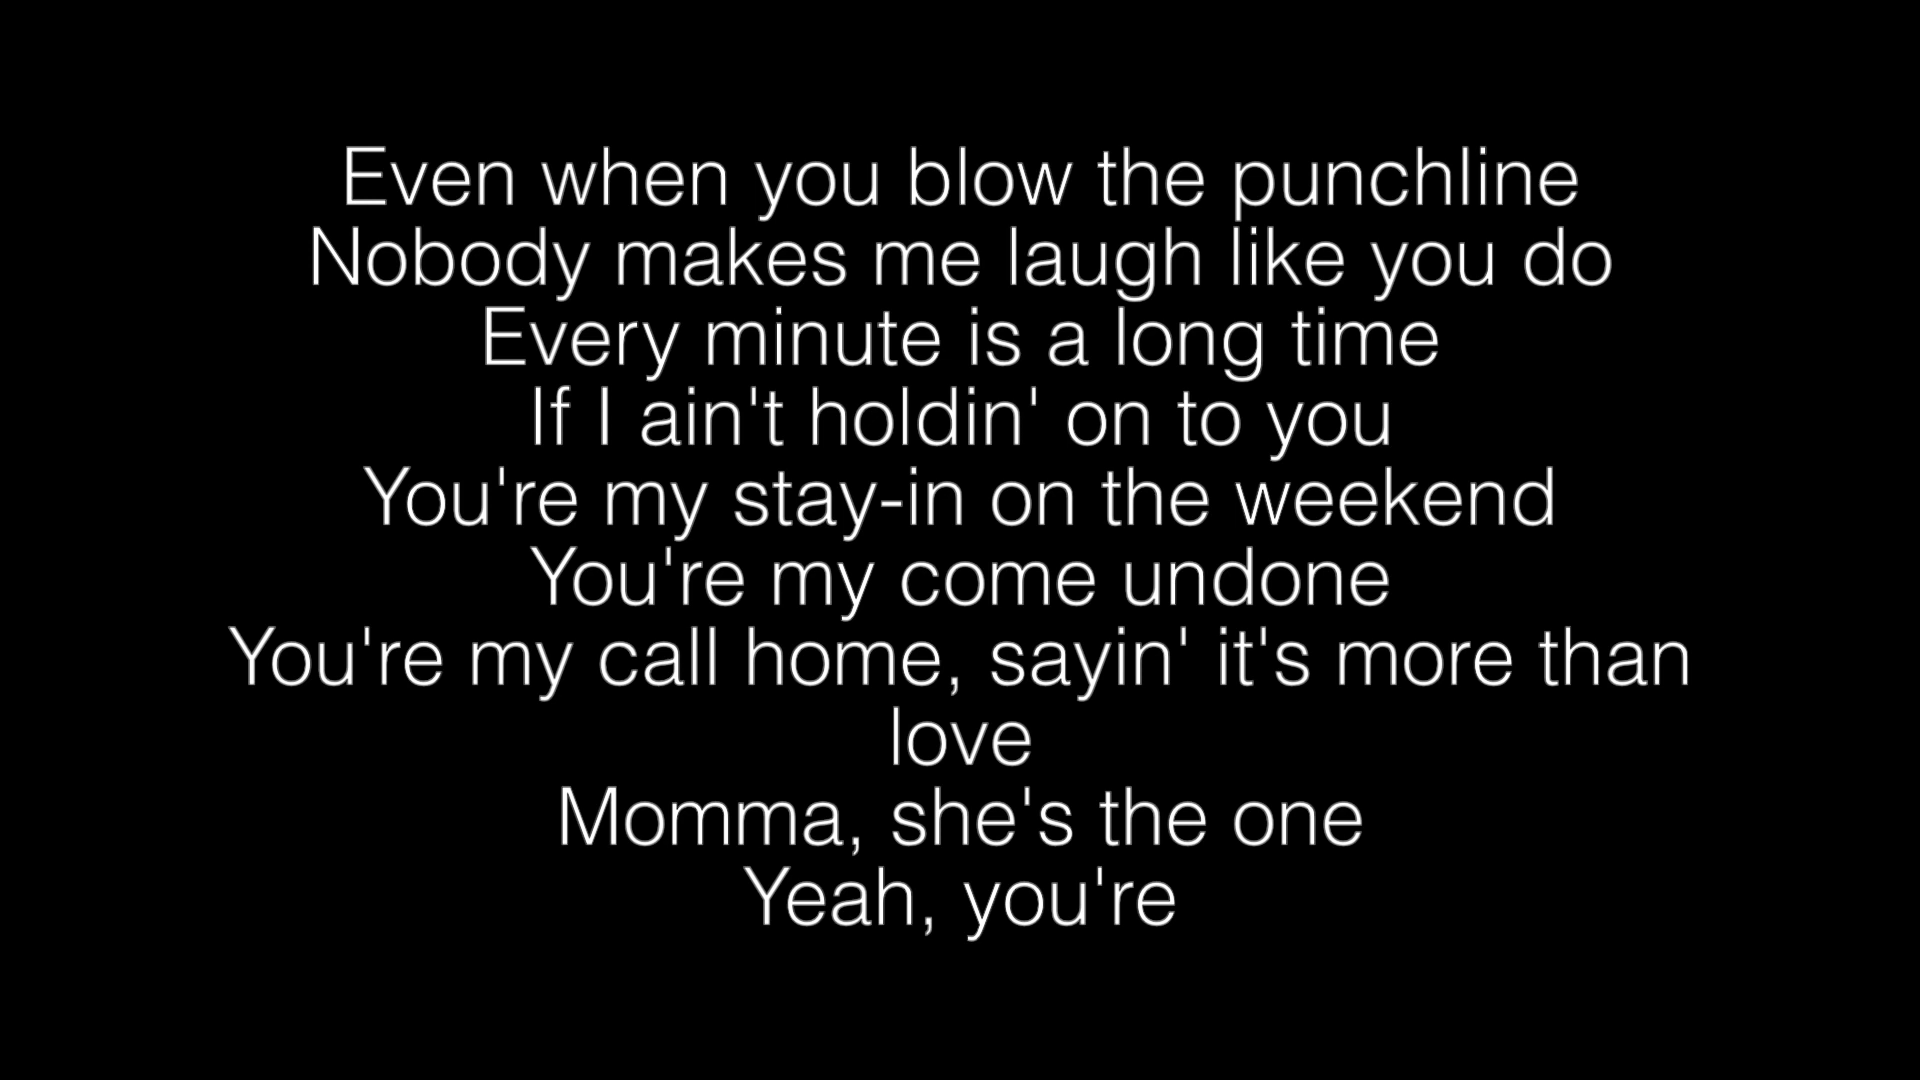 Even when you blow the punchline
Nobody makes me laugh like you do
Every minute is a long time
If I ain't holdin' on to you
You're my stay-in on the weekend
You're my come undone
You're my call home, sayin' it's more than
love
Momma, she's the one
Yeah, you're